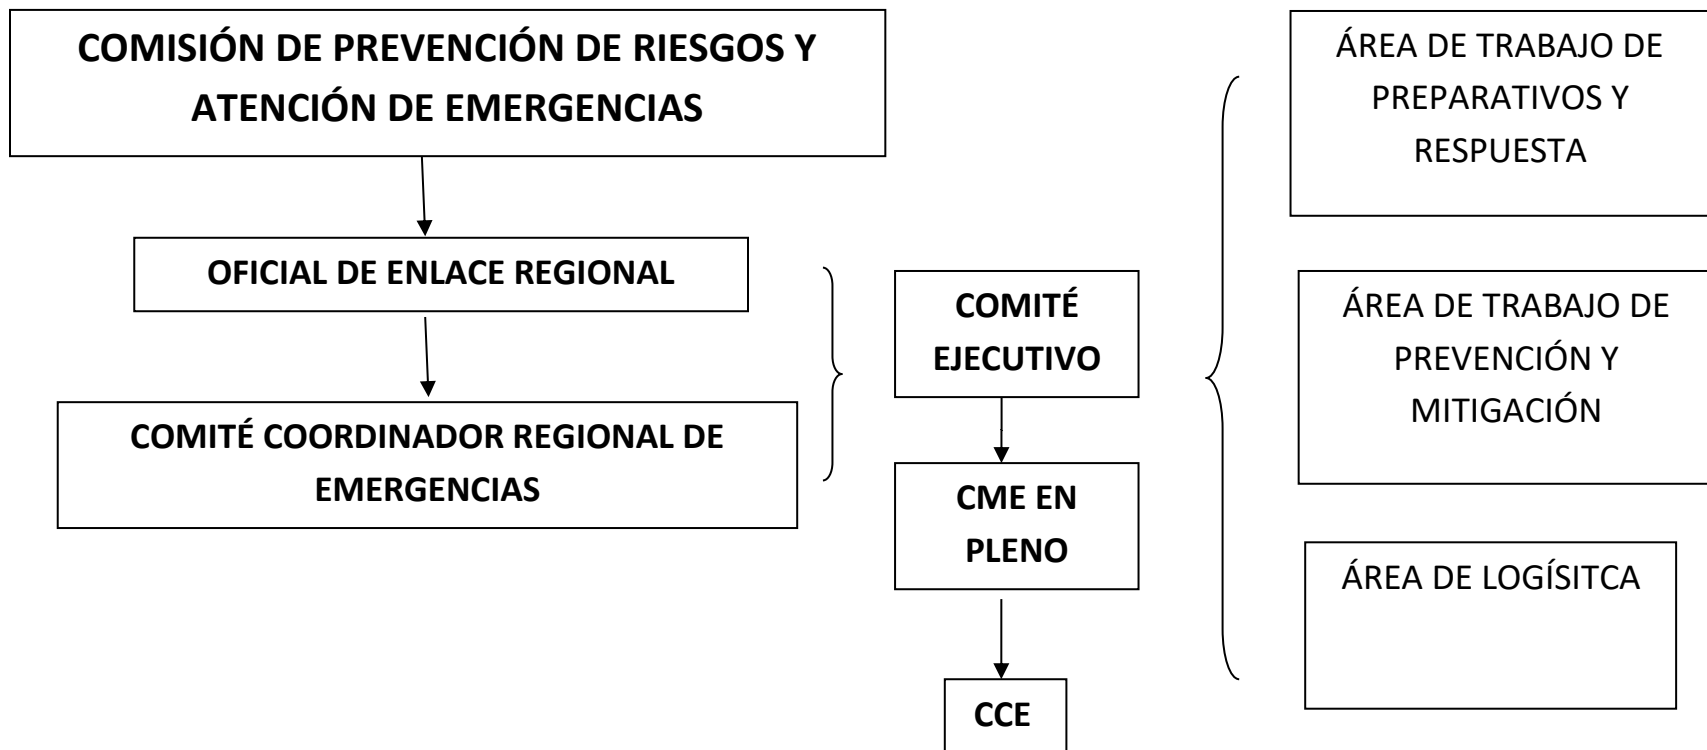 COMISIÓN DE PREVENCIÓN DE RIESGOS Y
ATENCIÓN DE EMERGENCIAS
OFICIAL DE ENLACE REGIONAL
COMITÉ COORDINADOR REGIONAL DE
EMERGENCIAS
COMITÉ
EJECUTIVO
CME EN
PLENO
CCE
ÁREA DE TRABAJO DE
PREPARATIVOS Y
RESPUESTA
ÁREA DE TRABAJO DE
PREVENCIÓN Y
MITIGACIÓN
ÁREA DE LOGÍSITCA